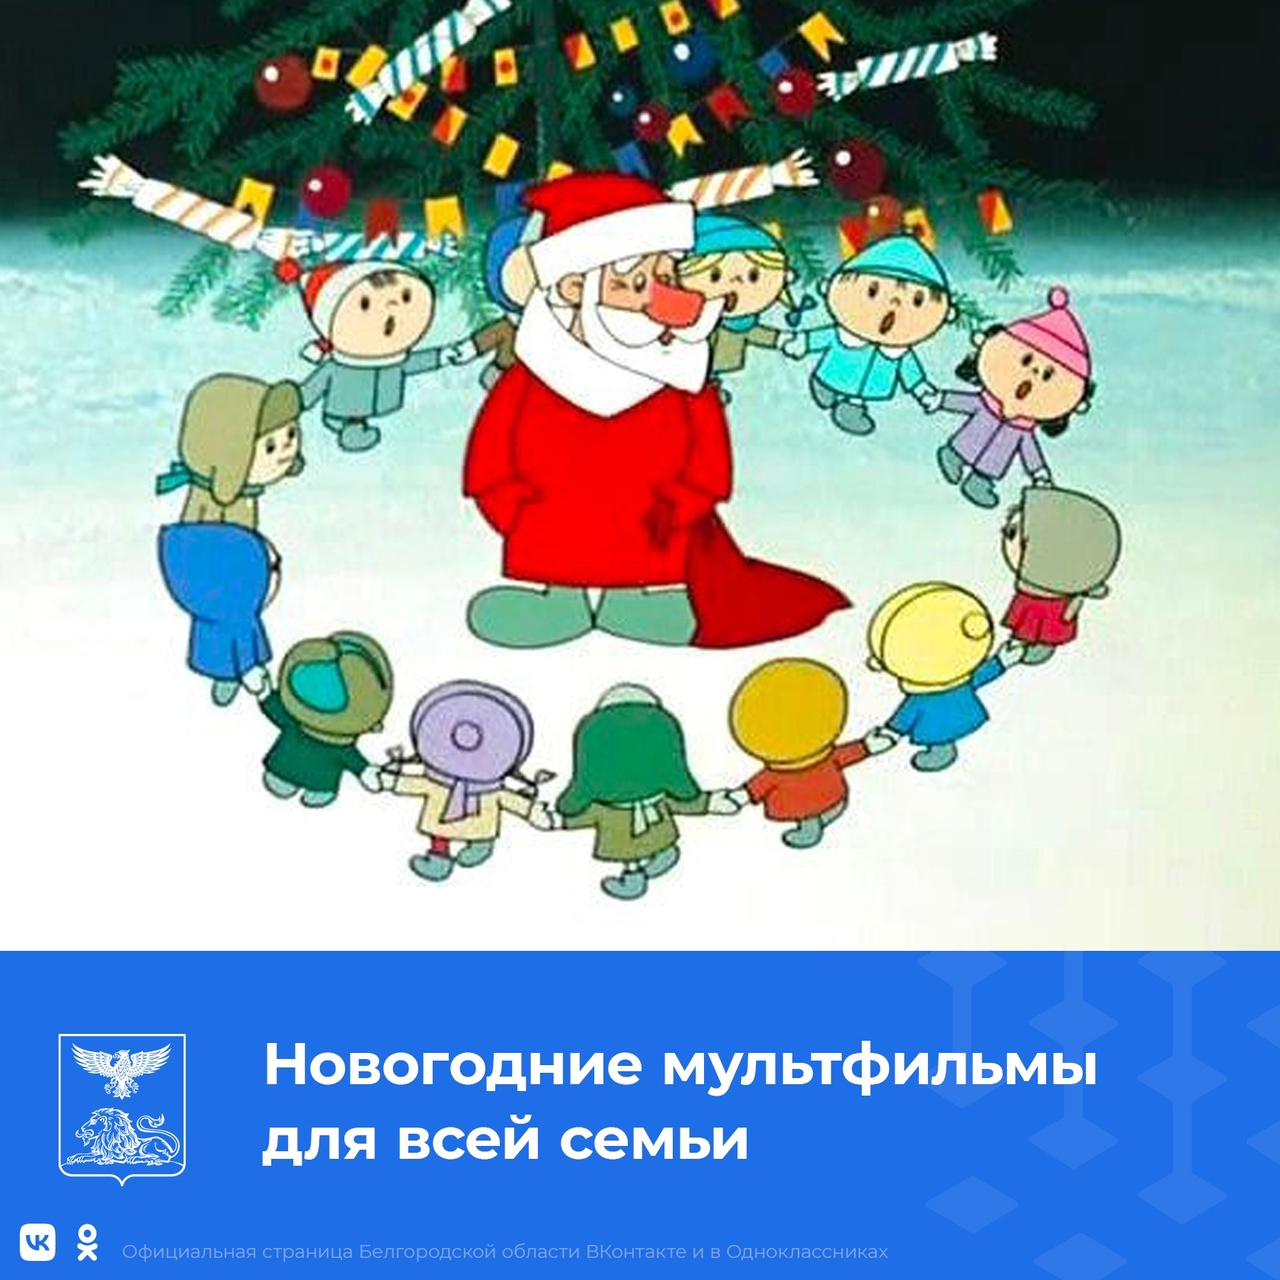 Новогодние мультфильмы
для всей семьи
Официальная страница Белгородской области ВКонтакте и в Одноклассниках